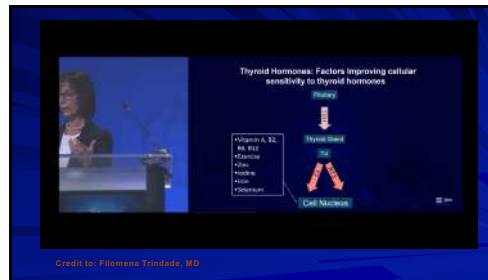 Thyroid Hormones: Factors Improving cellular
sensitivity to thyroid hormones
Pituitary
Thyroid Gland
T4
•Vitamin A, B2,
B6, B12
•Exercise
•Zinc
•Iodine
•Iron
•Selenium
Cell Nucleus
Credit to: Filomena Trindade, MD